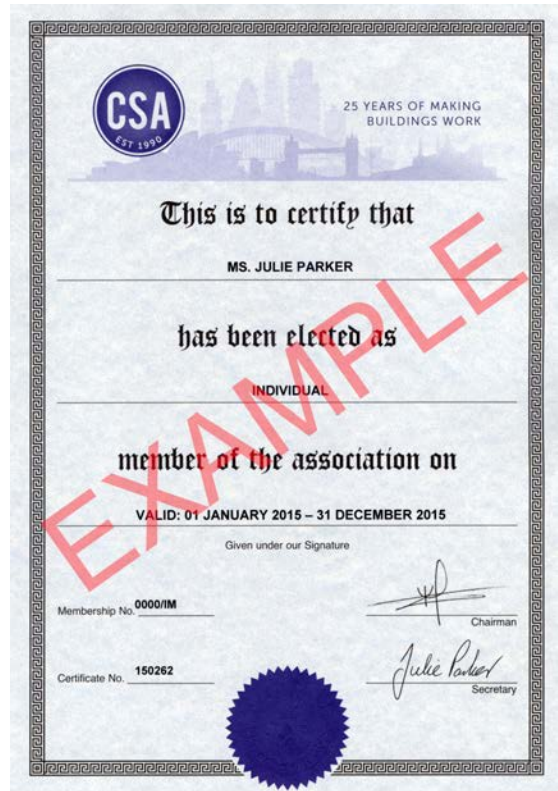 CSA
EST 1990
25 YEARS OF MAKING
BUILDINGS WORK
This is to certify that
MS. JULIE PARKER
has been elected as
INDIVIDUAL
member of the association on
VALID: 01 JANUARY 2015 – 31 DECEMBER 2015
Given under our Signature
Membership No. 0000/IM
Chairman
Certificate No. 150262
Julie Parker
Secretary
EXAMPLE